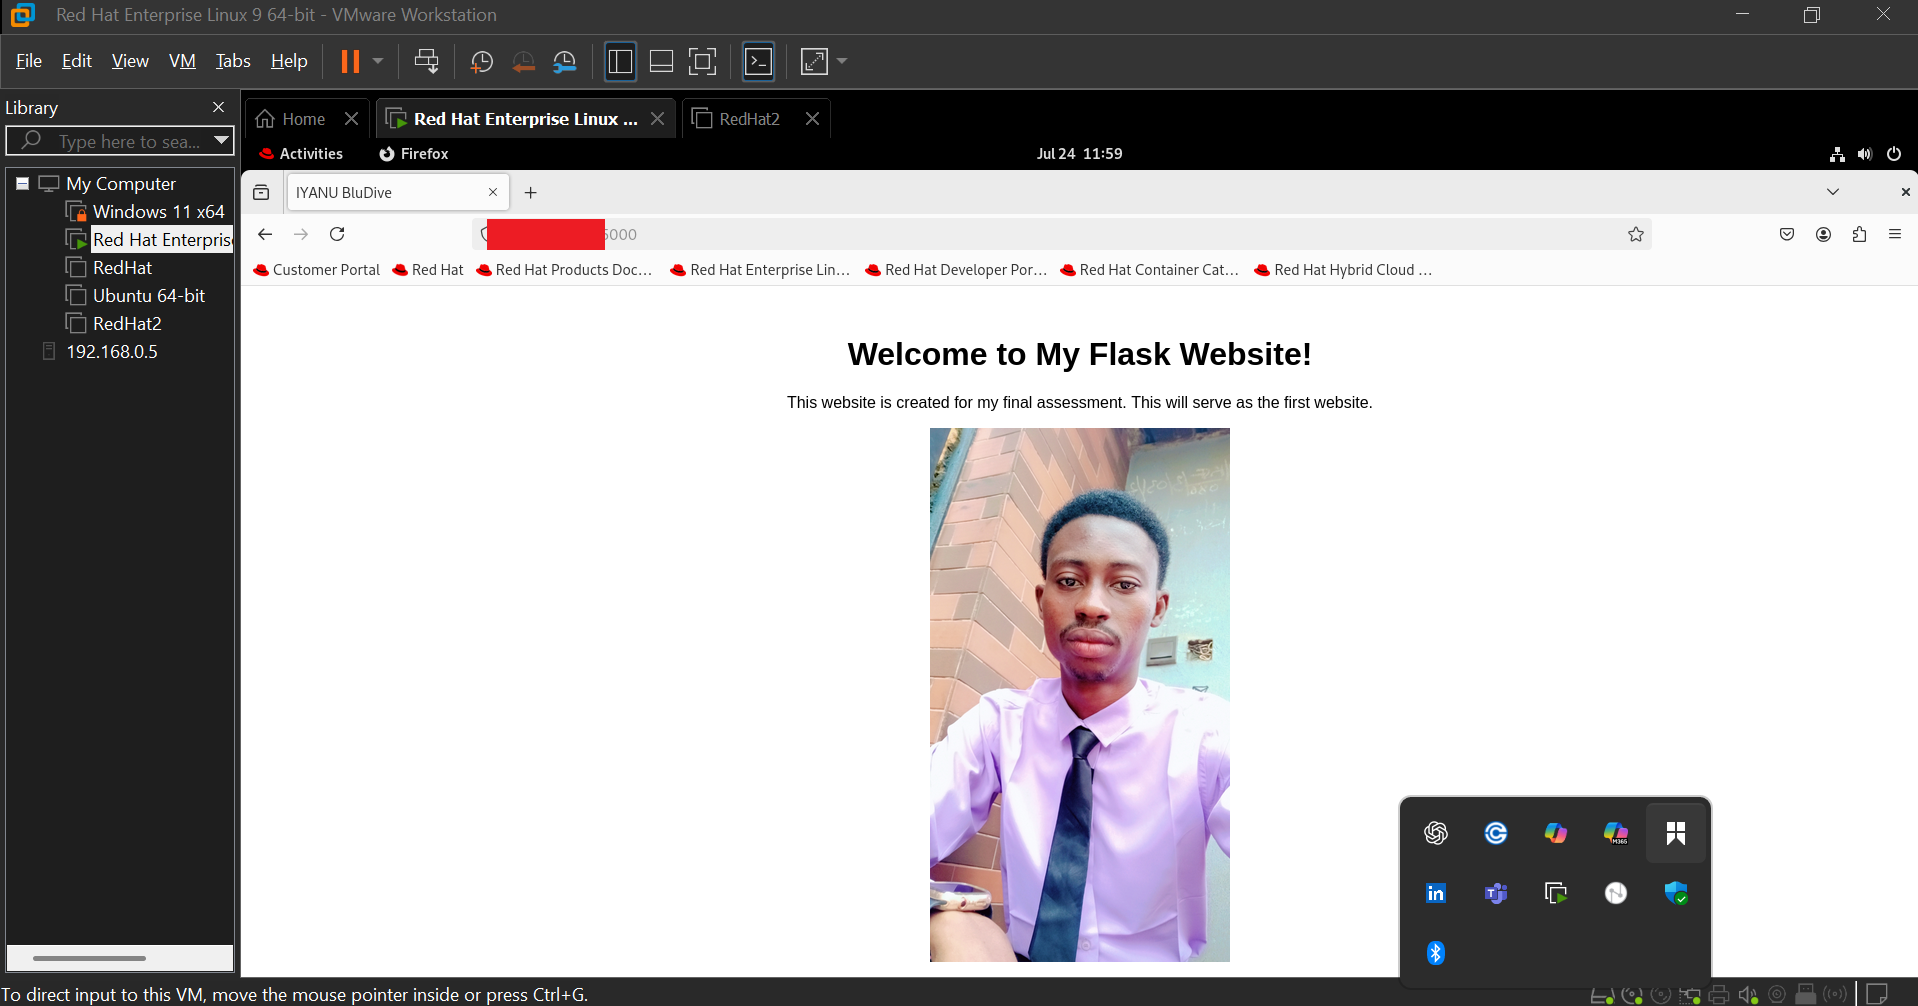 Red Hat Enterprise Linux 9 64-bit - VMware Workstation
File Edit View VM Tabs Help
Library
Type here to sea...
My Computer
Windows 11 x64
Red Hat Enterpris
RedHat
Ubuntu 64-bit
RedHat2
192.168.0.5
Home Red Hat Enterprise Linux ... RedHat2
Activities Firefox Jul 24 11:59
IYANU BluDive
000
Customer Portal Red Hat Red Hat Products Doc... Red Hat Enterprise Lin... Red Hat Developer Por... Red Hat Container Cat... Red Hat Hybrid Cloud ...
Welcome to My Flask Website!
This website is created for my final assessment. This will serve as the first website.
M365
in
T
To direct input to this VM, move the mouse pointer inside or press Ctrl+G.